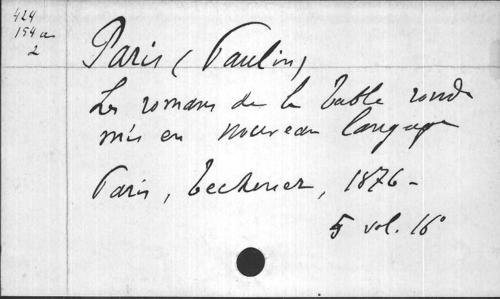 424
154 a
2
Paris (Paulin)
Les romans de la table ronde
mis en nouveau langage
Paris, Techener, 1876-
5 vol. 16°